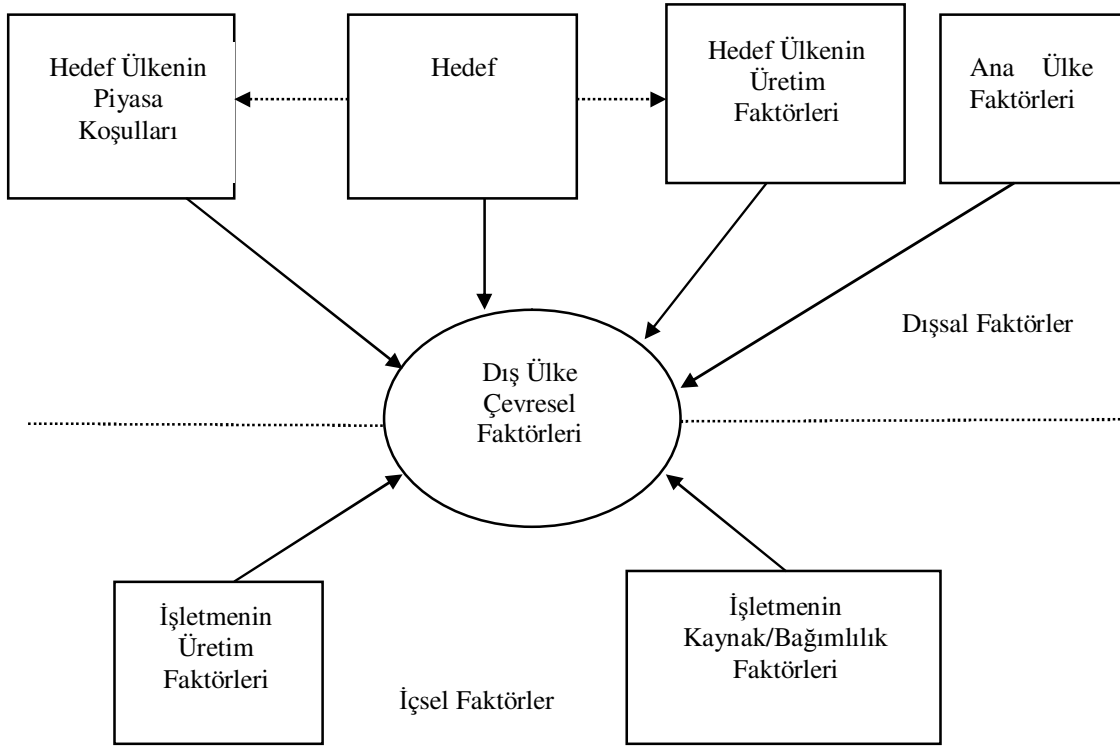 Hedef Ülkenin
Piyasa
Koşulları
Hedef
Hedef Ülkenin
Üretim
Faktörleri
Ana Ülke
Faktörleri
Dışsal Faktörler
Dış Ülke
Çevresel
Faktörleri
İşletmenin
Üretim
Faktörleri
İşletmenin
Kaynak/Bağımlılık
Faktörleri
İçsel Faktörler